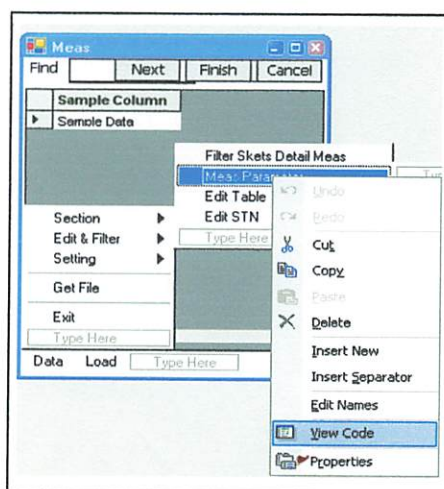 Meas
Find Next Finish Cancel
Sample Column
Sample Data
Filter Skets Detail Meas
Meas Parameter
Edit Table
Edit STN
Type Here
Section
Edit & Filter
Setting
Get File
Exit
Type Here
Data Load Type Here
Undo
Redo
Cut
Copy
Paste
Delete
Insert New
Insert Separator
Edit Names
View Code
Properties